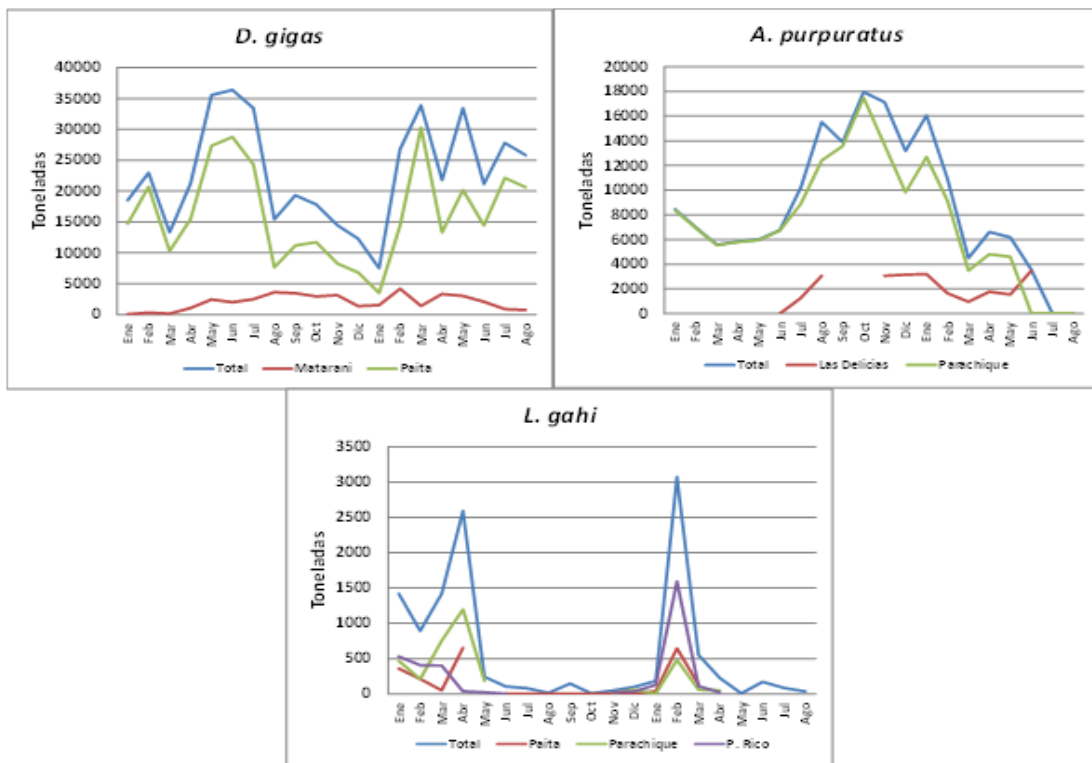 D. gigas
40000
35000
30000
25000
20000
15000
10000
5000
0
Toneladas
Ene Feb Mar Abr May Jun Jul Ago Sep Oct Nov Dic Ene Feb Mar Abr May Jun Jul Ago
Total Matarani Paita
A. purpuratus
20000
18000
16000
14000
12000
10000
8000
6000
4000
2000
0
Toneladas
Ene Feb Mar Abr May Jun Jul Ago Sep Oct Nov Dic Ene Feb Mar Abr May Jun Jul Ago
Total Las Delicias Parachique
L. gahi
3500
3000
2500
2000
1500
1000
500
0
Toneladas
Ene Feb Mar Abr May Jun Jul Ago Sep Oct Nov Dic Ene Feb Mar Abr May Jun Jul Ago
Total Paita Parachique P. Rico